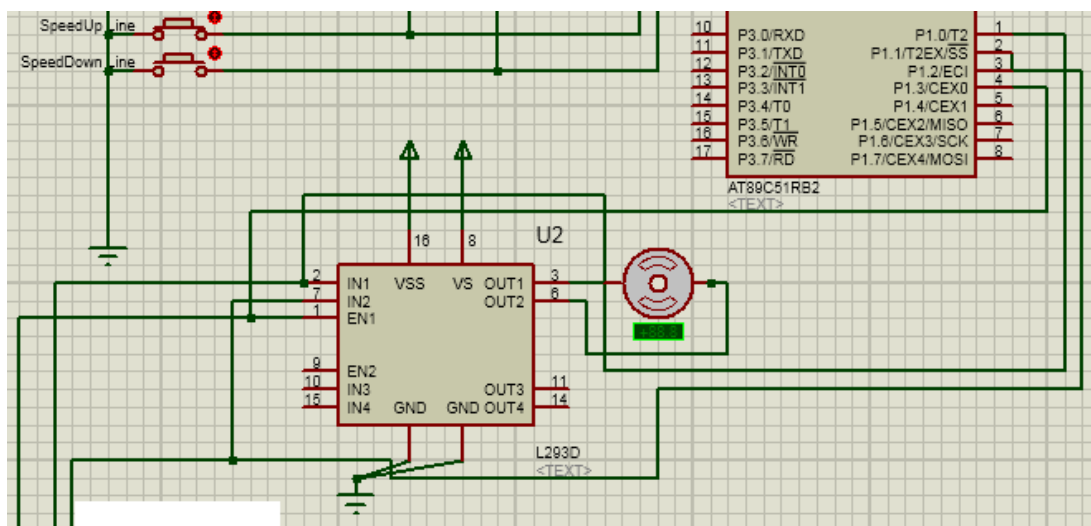 SpeedUp_Line
SpeedDown_Line
10 P3.0/RXD P1.0/T2 1
11 P3.1/TXD P1.1/T2EX/SS 2
12 P3.2/INT0 P1.2/ECI 3
13 P3.3/INT1 P1.3/CEX0 4
14 P3.4/T0 P1.4/CEX1 5
15 P3.5/T1 P1.5/CEX2/MISO 6
16 P3.6/WR P1.6/CEX3/SCK 7
17 P3.7/RD P1.7/CEX4/MOSI 8
AT89C51RB2
<TEXT>
16 8 U2
2 IN1 VSS VS OUT1 3
7 IN2 OUT2 6
1 EN1
+88.8
9 EN2
10 IN3 OUT3 11
15 IN4 GND GND OUT4 14
L293D
<TEXT>